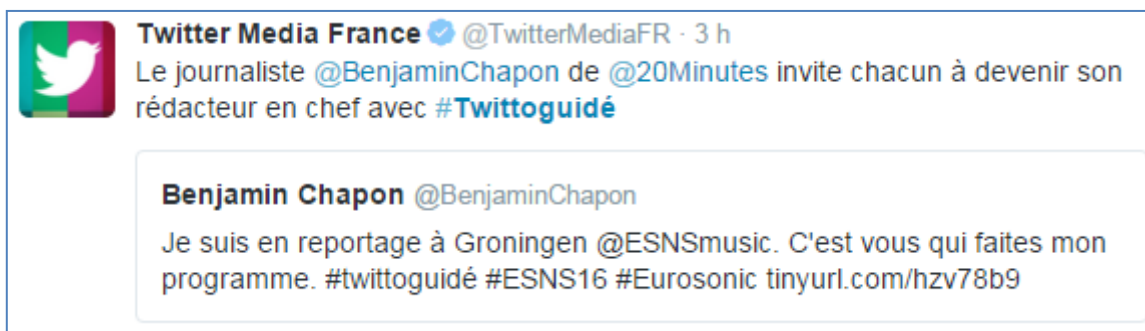 Twitter Media France @TwitterMediaFR · 3 h
Le journaliste @BenjaminChapon de @20Minutes invite chacun à devenir son
rédacteur en chef avec #Twittoguidé
Benjamin Chapon @BenjaminChapon
Je suis en reportage à Groningen @ESNSmusic. C'est vous qui faites mon
programme. #twittoguidé #ESNS16 #Eurosonic tinyurl.com/hzv78b9